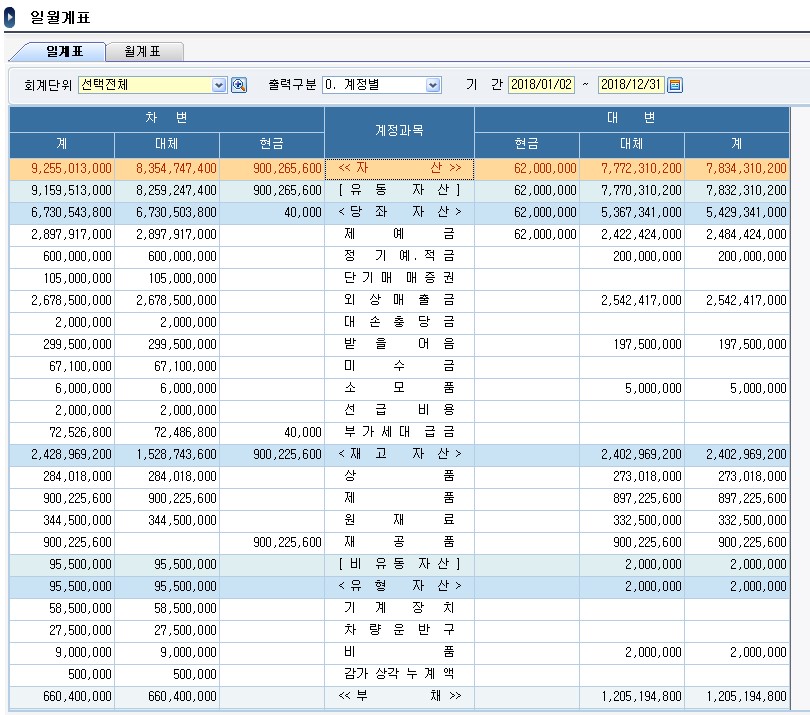 일월계표
일계표 월계표
회계단위 선택전체 출력구분 0. 계정별 기 간 2018/01/02 ~ 2018/12/31
차 변 계정과목 대 변
계 대체 현금 현금 대체 계
9,255,013,000 8,354,747,400 900,265,600 << 자 산 >> 62,000,000 7,772,310,200 7,834,310,200
9,159,513,000 8,259,247,400 900,265,600 [ 유 동 자 산 ] 62,000,000 7,770,310,200 7,832,310,200
6,730,543,800 6,730,503,800 40,000 < 당 좌 자 산 > 62,000,000 5,367,341,000 5,429,341,000
2,897,917,000 2,897,917,000 제 예 금 62,000,000 2,422,424,000 2,484,424,000
600,000,000 600,000,000 정 기 예.적 금 200,000,000 200,000,000
105,000,000 105,000,000 단 기 매 매 증 권
2,678,500,000 2,678,500,000 외 상 매 출 금 2,542,417,000 2,542,417,000
2,000,000 2,000,000 대 손 충 당 금
299,500,000 299,500,000 받 을 어 음 197,500,000 197,500,000
67,100,000 67,100,000 미 수 금
6,000,000 6,000,000 소 모 품 5,000,000 5,000,000
2,000,000 2,000,000 선 급 비 용
72,526,800 72,486,800 40,000 부 가 세 대 급 금
2,428,969,200 1,528,743,600 900,225,600 < 재 고 자 산 > 2,402,969,200 2,402,969,200
284,018,000 284,018,000 상 품 273,018,000 273,018,000
900,225,600 900,225,600 제 품 897,225,600 897,225,600
344,500,000 344,500,000 원 재 료 332,500,000 332,500,000
900,225,600 900,225,600 재 공 품 900,225,600 900,225,600
95,500,000 95,500,000 [ 비 유 동 자 산 ] 2,000,000 2,000,000
95,500,000 95,500,000 < 유 형 자 산 > 2,000,000 2,000,000
58,500,000 58,500,000 기 계 장 치
27,500,000 27,500,000 차 량 운 반 구
9,000,000 9,000,000 비 품 2,000,000 2,000,000
500,000 500,000 감가 상각 누 계 액
660,400,000 660,400,000 << 부 채 >> 1,205,194,800 1,205,194,800